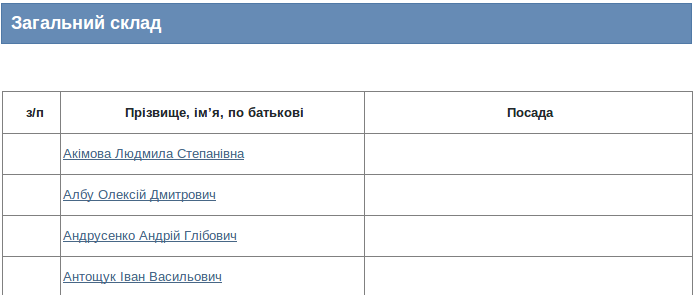 Загальний склад
з/п Прізвище, ім’я, по батькові Посада
Акімова Людмила Степанівна
Албу Олексій Дмитрович
Андрусенко Андрій Глібович
Антощук Іван Васильович